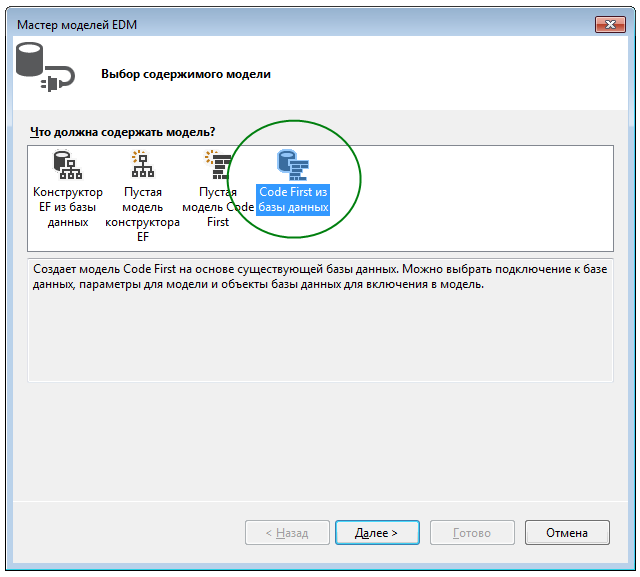 Мастер моделей EDM
Выбор содержимого модели
Что должна содержать модель?
Конструктор
EF из базы
данных
Пустая
модель
конструктора
EF
Пустая
модель Code
First
Code First из
базы данных
Создает модель Code First на основе существующей базы данных. Можно выбрать подключение к базе
данных, параметры для модели и объекты базы данных для включения в модель.
< Назад
Далее >
Готово
Отмена